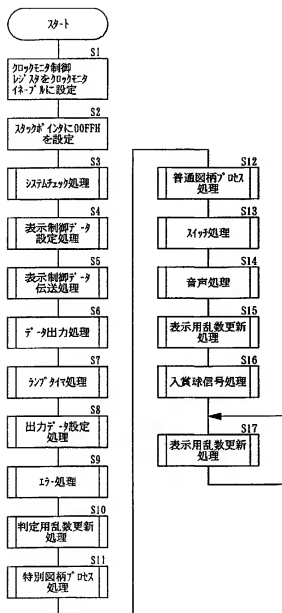 スタート
S1
クロックモニタ制御
レジスタをクロックモニタ
イネーブルに設定
S2
スタックポインタに00FFH
を設定
S3
システムチェック処理
S4
表示制御データ
設定処理
S5
表示制御データ
伝送処理
S6
データ出力処理
S7
ランプタイマ処理
S8
出力データ設定
処理
S9
エラー処理
S10
判定用乱数更新
処理
S11
特別図柄プロセス
処理
S12
普通図柄プロセス
処理
S13
スイッチ処理
S14
音声処理
S15
表示用乱数更新
処理
S16
入賞球信号処理
S17
表示用乱数更新
処理